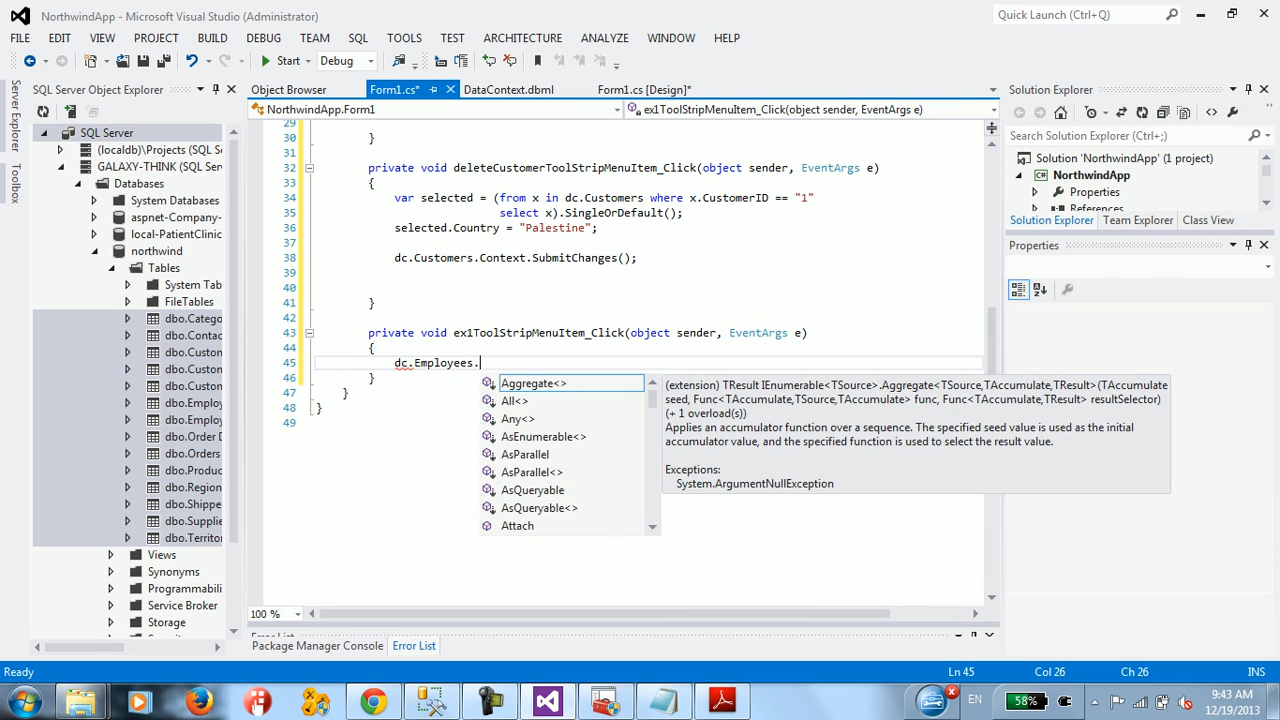 NorthwindApp - Microsoft Visual Studio (Administrator)
Quick Launch (Ctrl+Q)
FILE EDIT VIEW PROJECT BUILD DEBUG TEAM SQL TOOLS TEST ARCHITECTURE ANALYZE WINDOW HELP
Start Debug
Server Explorer
Toolbox
SQL Server Object Explorer
SQL Server
(localdb)\Projects (SQL Se
GALAXY-THINK (SQL Serv
Databases
System Databases
aspnet-Company-
local-PatientClinic
northwind
Tables
System Tab
FileTables
dbo.Catego
dbo.Contac
dbo.Custom
dbo.Custom
dbo.Custom
dbo.Employ
dbo.Employ
dbo.Order D
dbo.Orders
dbo.Produc
dbo.Region
dbo.Shippe
dbo.Supplie
dbo.Territo
Views
Synonyms
Programmabili
Service Broker
Storage
Object Browser Form1.cs* DataContext.dbml Form1.cs [Design]*
NorthwindApp.Form1 ex1ToolStripMenuItem_Click(object sender, EventArgs e)
29
30 }
31
32 private void deleteCustomerToolStripMenuItem_Click(object sender, EventArgs e)
33 {
34 var selected = (from x in dc.Customers where x.CustomerID == "1"
35 select x).SingleOrDefault();
36 selected.Country = "Palestine";
37
38 dc.Customers.Context.SubmitChanges();
39
40
41 }
42
43 private void ex1ToolStripMenuItem_Click(object sender, EventArgs e)
44 {
45 dc.Employees.
46 }
47 }
48 }
49
Aggregate<>
All<>
Any<>
AsEnumerable<>
AsParallel
AsParallel<>
AsQueryable
AsQueryable<>
Attach
(extension) TResult IEnumerable<TSource>.Aggregate<TSource,TAccumulate,TResult>(TAccumulate
seed, Func<TAccumulate,TSource,TAccumulate> func, Func<TAccumulate,TResult> resultSelector)
(+ 1 overload(s))
Applies an accumulator function over a sequence. The specified seed value is used as the initial
accumulator value, and the specified function is used to select the result value.
Exceptions:
System.ArgumentNullException
100 %
Package Manager Console Error List
Solution Explorer
Search Solution Explorer (Ctrl+;)
Solution 'NorthwindApp' (1 project)
NorthwindApp
Properties
References
Solution Explorer Team Explorer Class View
Properties
Ready Ln 45 Col 26 Ch 26 INS
EN 58% 9:43 AM
12/19/2013